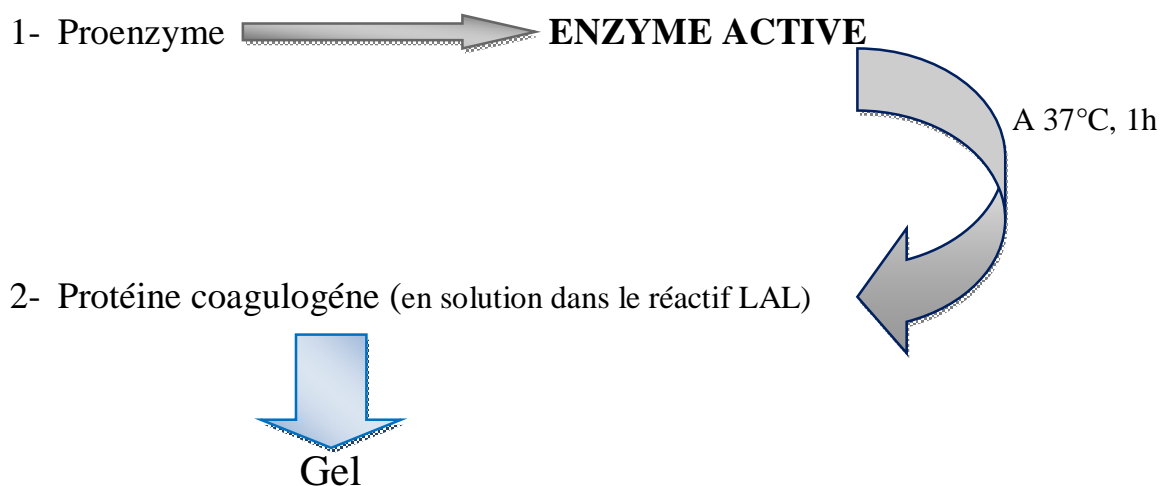 1- Proenzyme ENZYME ACTIVE
A 37°C, 1h
2- Protéine coagulogéne (en solution dans le réactif LAL)
Gel